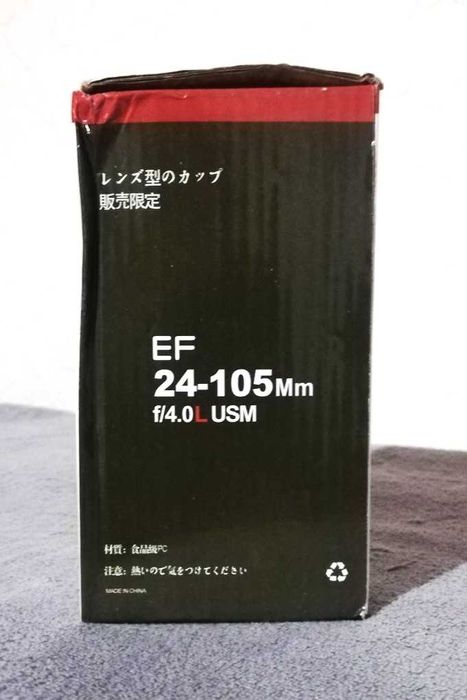 レンズ型のカップ
販売限定
EF
24-105Mm
f/4.0L USM
材質：食品級PC
注意：熱いので気をつけてください
MADE IN CHINA